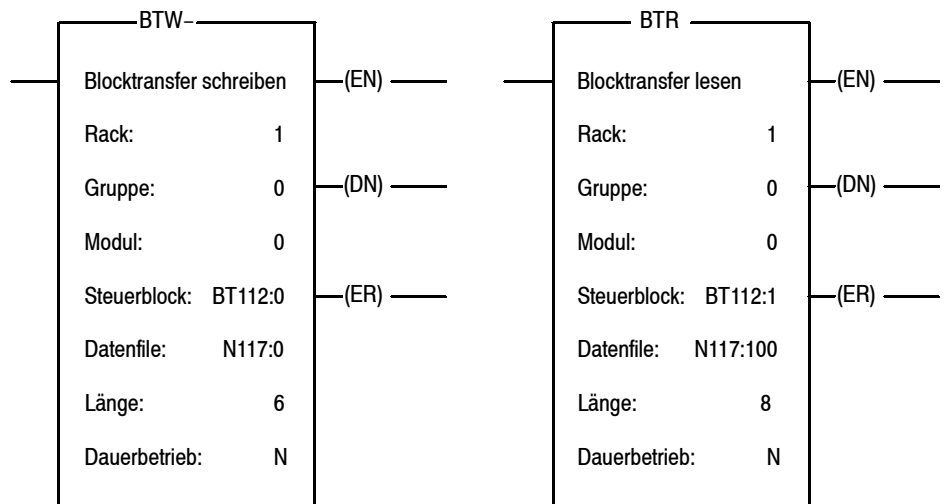 BTW–
Blocktransfer schreiben (EN)
Rack: 1
Gruppe: 0 (DN)
Modul: 0
Steuerblock: BT112:0 (ER)
Datenfile: N117:0
Länge: 6
Dauerbetrieb: N
BTR
Blocktransfer lesen (EN)
Rack: 1
Gruppe: 0 (DN)
Modul: 0
Steuerblock: BT112:1 (ER)
Datenfile: N117:100
Länge: 8
Dauerbetrieb: N